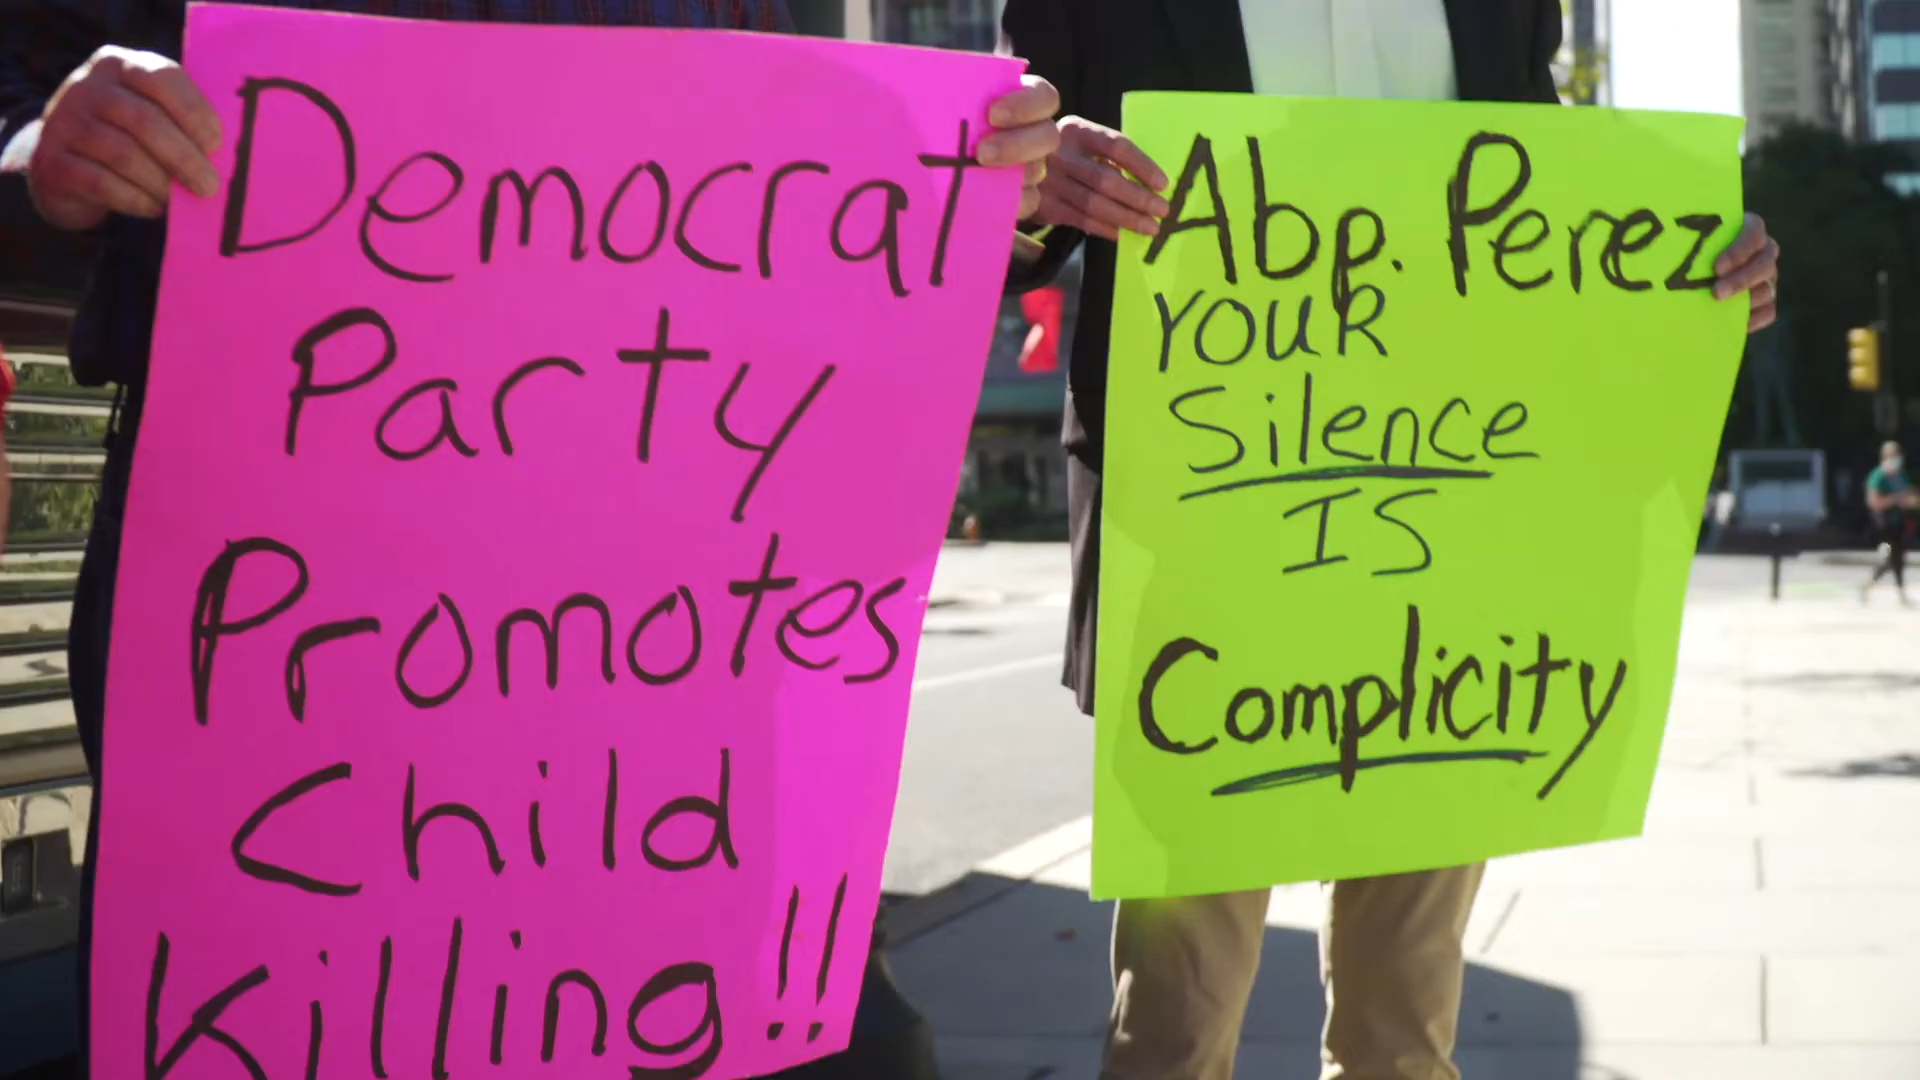 Democrat
Party
Promotes
Child
Killing!!
Abp. Perez
YOUR
Silence
IS
Complicity